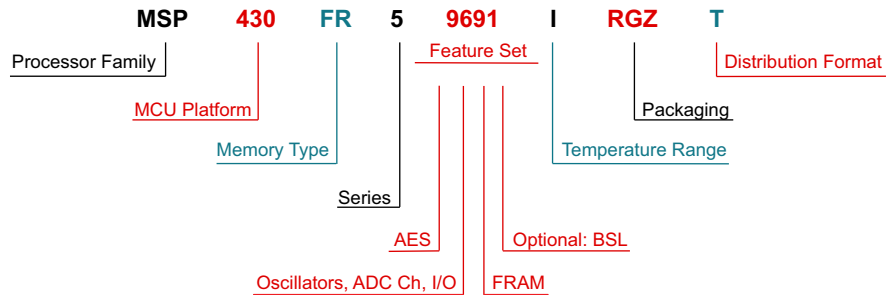 MSP 430 FR 5 9691 I RGZ T
Processor Family
Feature Set
Distribution Format
MCU Platform
Packaging
Memory Type
Temperature Range
Series
AES
Optional: BSL
Oscillators, ADC Ch, I/O
FRAM